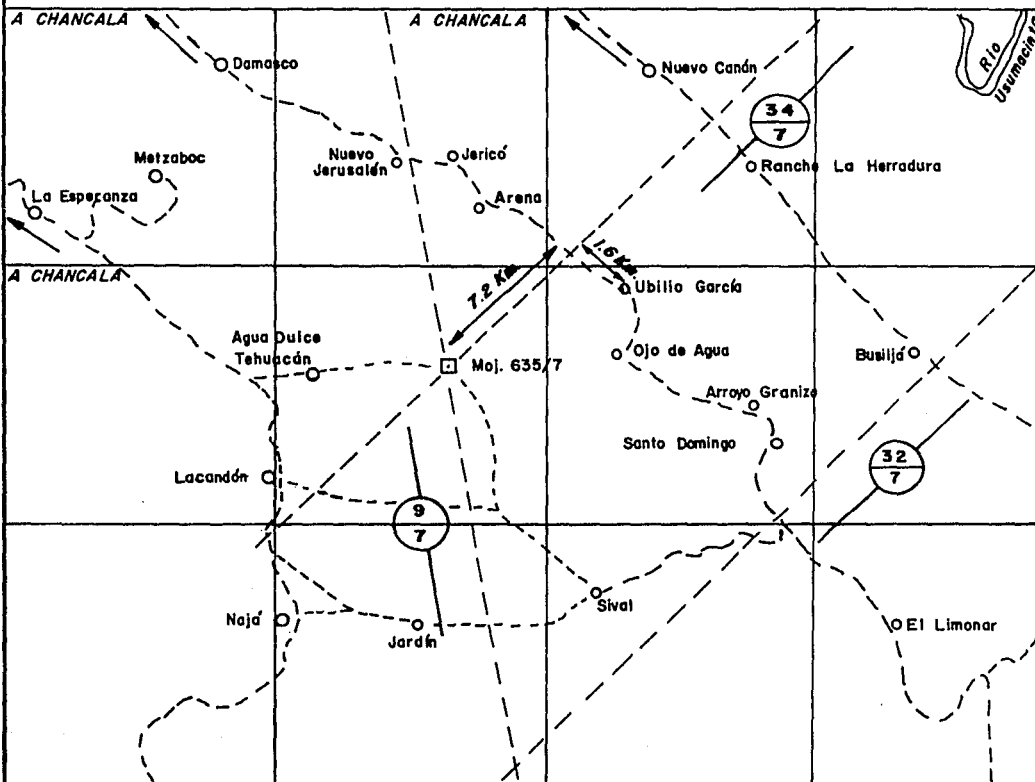 A CHANCALA
A CHANCALA
Damasco
Nuevo Canán
Río
Usumacinta
34
7
Metzaboc
Nuevo
Jerusalén
Jericó
Rancho La Herradura
La Esperanza
Arena
A CHANCALA
7.2 Km.
1.6 Km.
Ubilio García
Agua Dulce
Tehuacán
Moj. 635/7
Ojo de Agua
Busiljá
Arroyo Granizo
Santo Domingo
32
7
Lacandón
9
7
Sival
Najá
Jardín
El Limonar